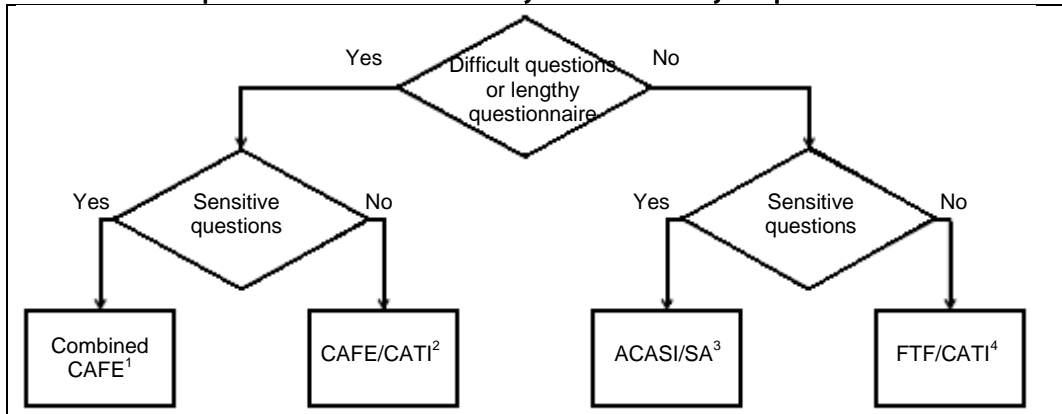 Yes
Difficult questions
or lengthy
questionnaire
No
Yes
Sensitive
questions
No
Yes
Sensitive
questions
No
Combined
CAFE¹
CAFE/CATI²
ACASI/SA³
FTF/CATI⁴